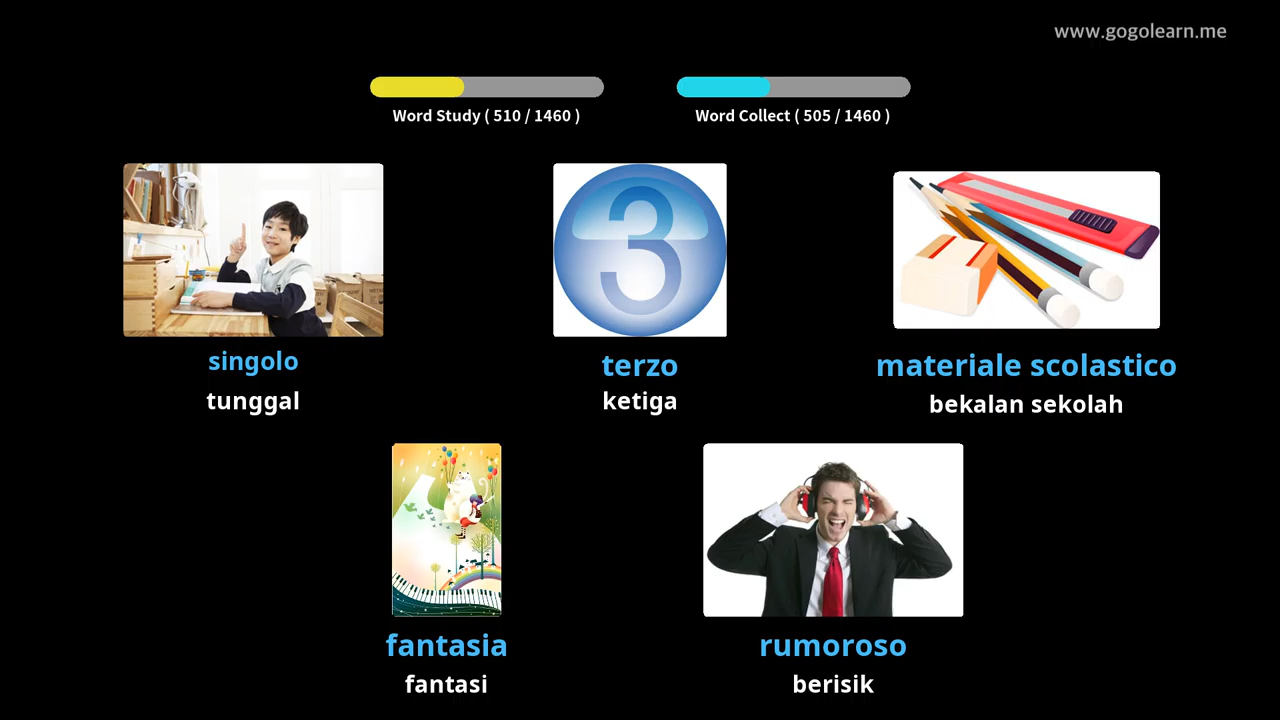 www.gogolearn.me
Word Study ( 510 / 1460 )
Word Collect ( 505 / 1460 )
3
singolo
tunggal
terzo
ketiga
materiale scolastico
bekalan sekolah
fantasia
fantasi
rumoroso
berisik